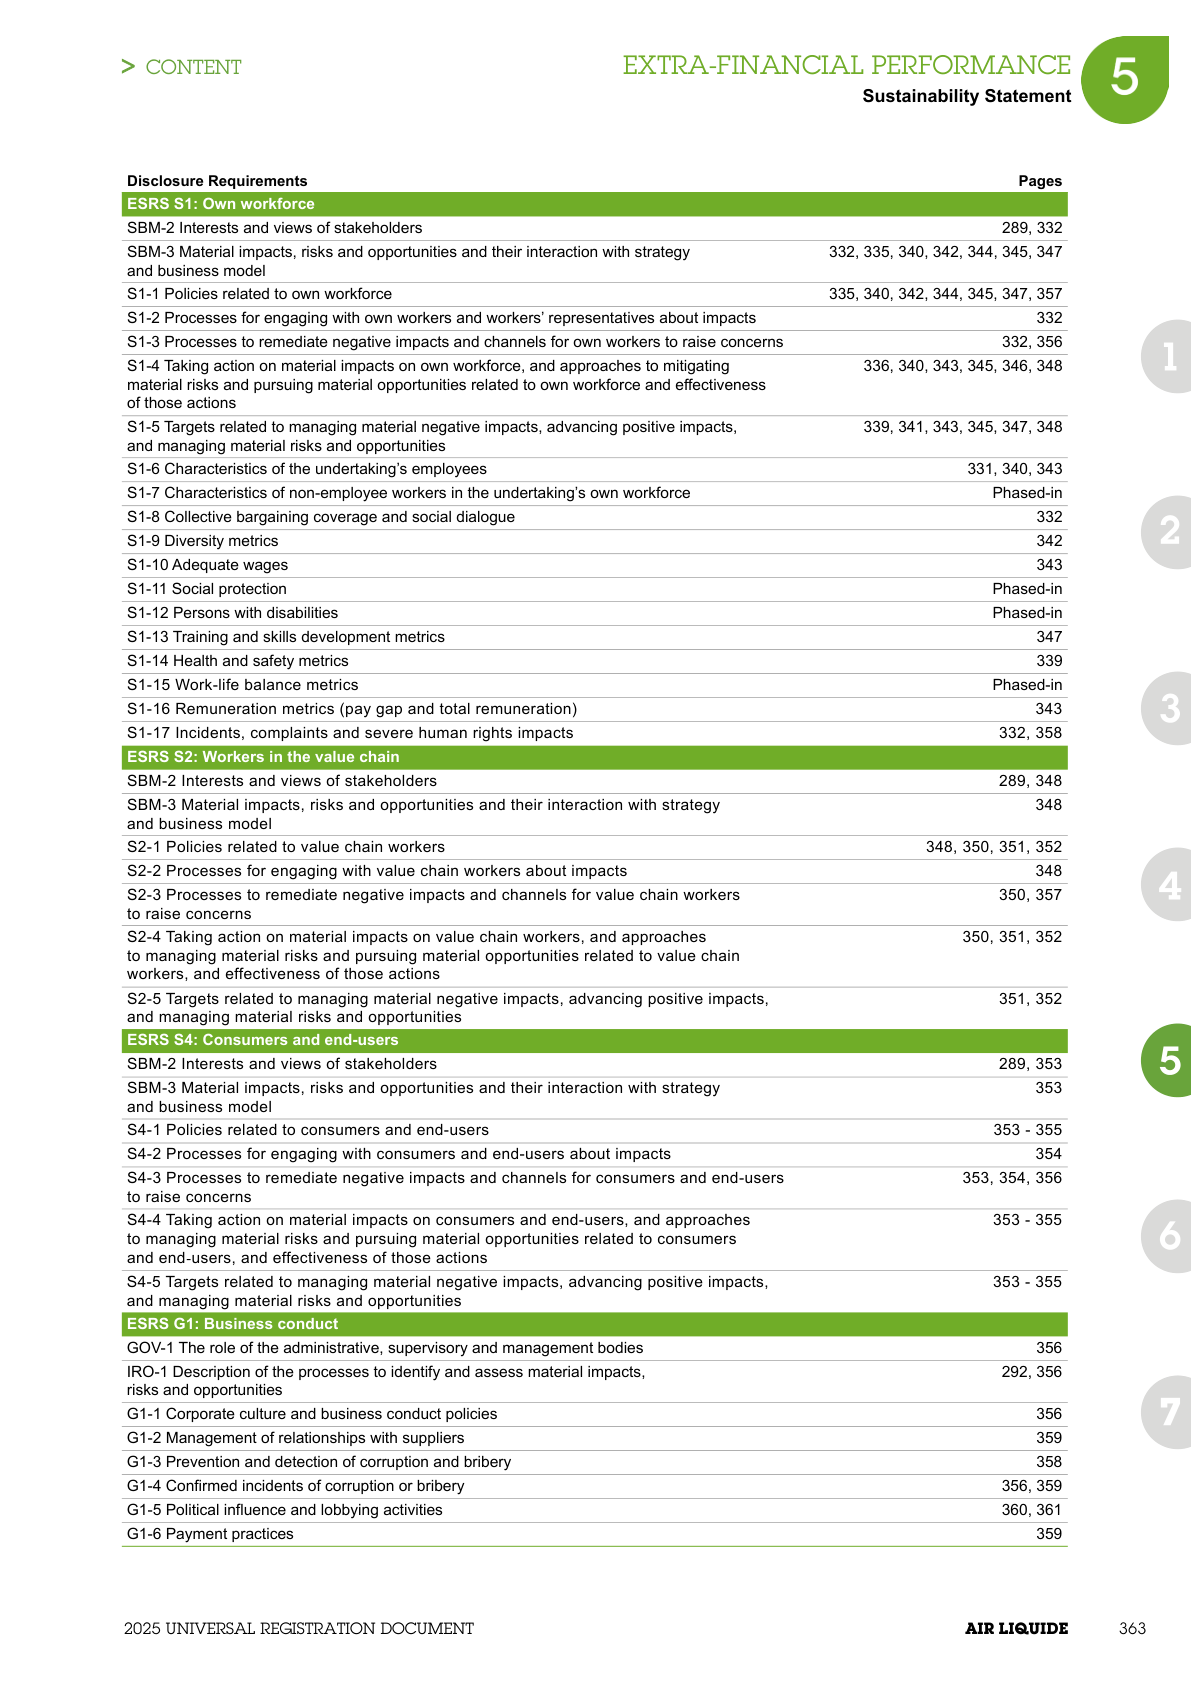 > CONTENT
EXTRA-FINANCIAL PERFORMANCE
5
Sustainability Statement
Disclosure Requirements Pages
ESRS S1: Own workforce
SBM-2 Interests and views of stakeholders 289, 332
SBM-3 Material impacts, risks and opportunities and their interaction with strategy 332, 335, 340, 342, 344, 345, 347
and business model
S1-1 Policies related to own workforce 335, 340, 342, 344, 345, 347, 357
S1-2 Processes for engaging with own workers and workers’ representatives about impacts 332
S1-3 Processes to remediate negative impacts and channels for own workers to raise concerns 332, 356
S1-4 Taking action on material impacts on own workforce, and approaches to mitigating 336, 340, 343, 345, 346, 348
material risks and pursuing material opportunities related to own workforce and effectiveness
of those actions
S1-5 Targets related to managing material negative impacts, advancing positive impacts, 339, 341, 343, 345, 347, 348
and managing material risks and opportunities
S1-6 Characteristics of the undertaking’s employees 331, 340, 343
S1-7 Characteristics of non-employee workers in the undertaking’s own workforce Phased-in
S1-8 Collective bargaining coverage and social dialogue 332
S1-9 Diversity metrics 342
S1-10 Adequate wages 343
S1-11 Social protection Phased-in
S1-12 Persons with disabilities Phased-in
S1-13 Training and skills development metrics 347
S1-14 Health and safety metrics 339
S1-15 Work-life balance metrics Phased-in
S1-16 Remuneration metrics (pay gap and total remuneration) 343
S1-17 Incidents, complaints and severe human rights impacts 332, 358
ESRS S2: Workers in the value chain
SBM-2 Interests and views of stakeholders 289, 348
SBM-3 Material impacts, risks and opportunities and their interaction with strategy 348
and business model
S2-1 Policies related to value chain workers 348, 350, 351, 352
S2-2 Processes for engaging with value chain workers about impacts 348
S2-3 Processes to remediate negative impacts and channels for value chain workers 350, 357
to raise concerns
S2-4 Taking action on material impacts on value chain workers, and approaches 350, 351, 352
to managing material risks and pursuing material opportunities related to value chain
workers, and effectiveness of those actions
S2-5 Targets related to managing material negative impacts, advancing positive impacts, 351, 352
and managing material risks and opportunities
ESRS S4: Consumers and end-users
SBM-2 Interests and views of stakeholders 289, 353
SBM-3 Material impacts, risks and opportunities and their interaction with strategy 353
and business model
S4-1 Policies related to consumers and end-users 353 - 355
S4-2 Processes for engaging with consumers and end-users about impacts 354
S4-3 Processes to remediate negative impacts and channels for consumers and end-users 353, 354, 356
to raise concerns
S4-4 Taking action on material impacts on consumers and end-users, and approaches 353 - 355
to managing material risks and pursuing material opportunities related to consumers
and end-users, and effectiveness of those actions
S4-5 Targets related to managing material negative impacts, advancing positive impacts, 353 - 355
and managing material risks and opportunities
ESRS G1: Business conduct
GOV-1 The role of the administrative, supervisory and management bodies 356
IRO-1 Description of the processes to identify and assess material impacts, 292, 356
risks and opportunities
G1-1 Corporate culture and business conduct policies 356
G1-2 Management of relationships with suppliers 359
G1-3 Prevention and detection of corruption and bribery 358
G1-4 Confirmed incidents of corruption or bribery 356, 359
G1-5 Political influence and lobbying activities 360, 361
G1-6 Payment practices 359
1
2
3
4
5
6
7
2025 UNIVERSAL REGISTRATION DOCUMENT AIR LIQUIDE 363